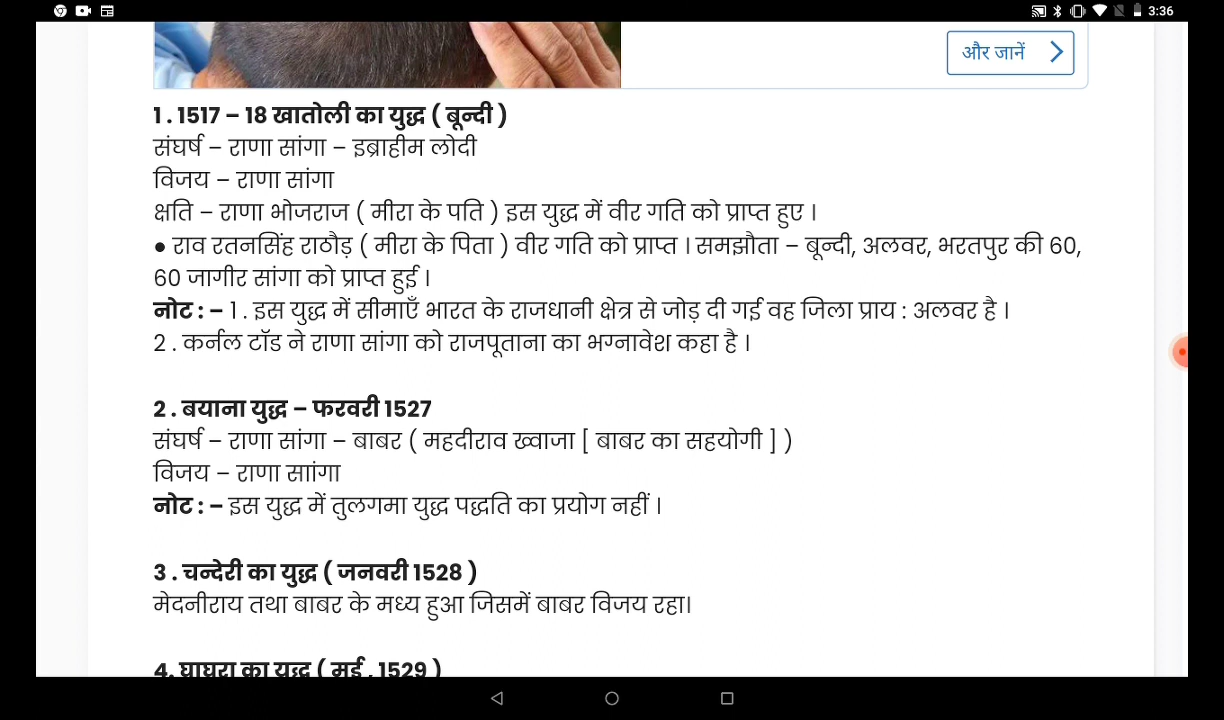 3:36
और जानें
1 . 1517 – 18 खातोली का युद्ध ( बून्दी )
संघर्ष – राणा सांगा – इब्राहीम लोदी
विजय – राणा सांगा
क्षति – राणा भोजराज ( मीरा के पति ) इस युद्ध में वीर गति को प्राप्त हुए ।
● राव रतनसिंह राठौड़ ( मीरा के पिता ) वीर गति को प्राप्त । समझौता – बून्दी, अलवर, भरतपुर की 60,
60 जागीर सांगा को प्राप्त हुई ।
नोट : – 1 . इस युद्ध में सीमाएँ भारत के राजधानी क्षेत्र से जोड़ दी गई वह जिला प्राय : अलवर है ।
2 . कर्नल टॉड ने राणा सांगा को राजपूताना का भग्नावेश कहा है ।
2 . बयाना युद्ध – फरवरी 1527
संघर्ष – राणा सांगा – बाबर ( महदीराव ख्वाजा [ बाबर का सहयोगी ] )
विजय – राणा साांगा
नोट : – इस युद्ध में तुलगमा युद्ध पद्धति का प्रयोग नहीं ।
3 . चन्देरी का युद्ध ( जनवरी 1528 )
मेदनीराय तथा बाबर के मध्य हुआ जिसमें बाबर विजय रहा।
4. घाघरा का युद्ध ( मई , 1529 )